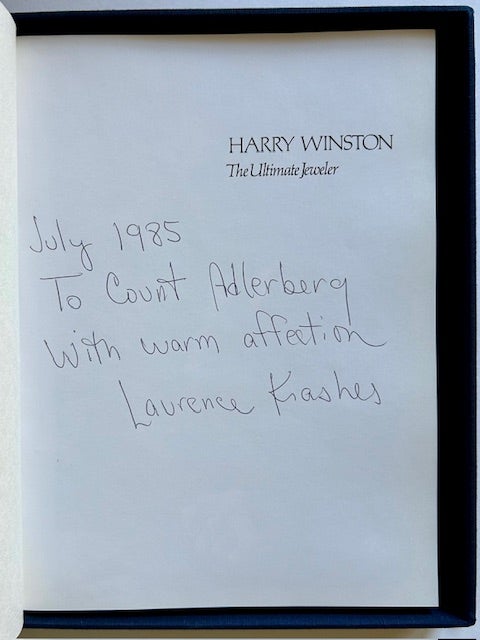 HARRY WINSTON
The Ultimate Jeweler
July 1985
To Count Adlerberg
With warm affection
Laurence Krashes